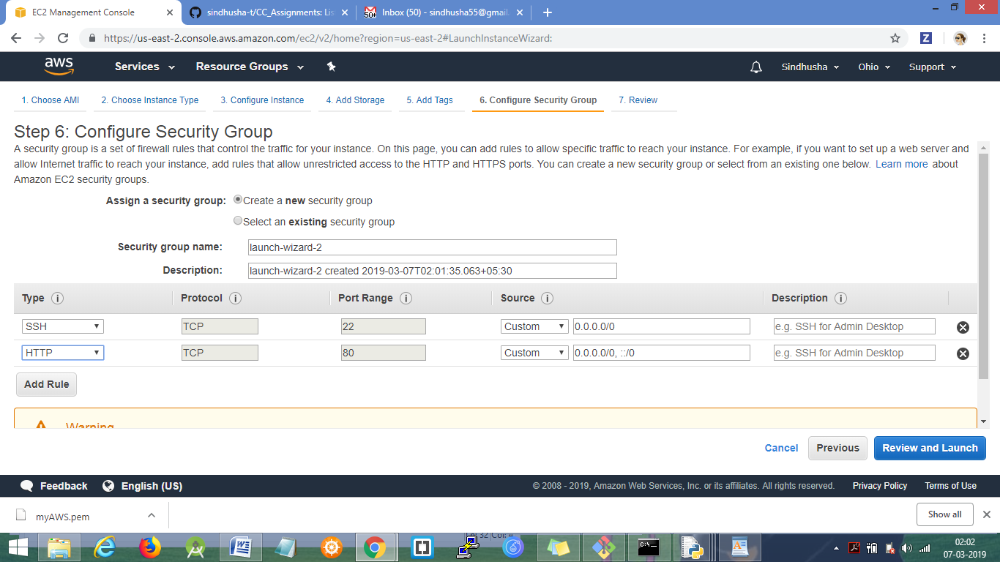 EC2 Management Console
sindhusha-t/CC_Assignments: Lis
50+
Inbox (50) - sindhusha55@gmail.
https://us-east-2.console.aws.amazon.com/ec2/v2/home?region=us-east-2#LaunchInstanceWizard:
Z
aws
Services
Resource Groups
Sindhusha
Ohio
Support
1. Choose AMI
2. Choose Instance Type
3. Configure Instance
4. Add Storage
5. Add Tags
6. Configure Security Group
7. Review
Step 6: Configure Security Group
A security group is a set of firewall rules that control the traffic for your instance. On this page, you can add rules to allow specific traffic to reach your instance. For example, if you want to set up a web server and
allow Internet traffic to reach your instance, add rules that allow unrestricted access to the HTTP and HTTPS ports. You can create a new security group or select from an existing one below. Learn more about
Amazon EC2 security groups.
Assign a security group: Create a new security group
Select an existing security group
Security group name: launch-wizard-2
Description: launch-wizard-2 created 2019-03-07T02:01:35.063+05:30
Type i Protocol i Port Range i Source i Description i
SSH TCP 22 Custom 0.0.0.0/0 e.g. SSH for Admin Desktop
HTTP TCP 80 Custom 0.0.0.0/0, ::/0 e.g. SSH for Admin Desktop
Add Rule
Warning
Cancel Previous Review and Launch
Feedback English (US) © 2008 - 2019, Amazon Web Services, Inc. or its affiliates. All rights reserved. Privacy Policy Terms of Use
myAWS.pem Show all
02:02
07-03-2019